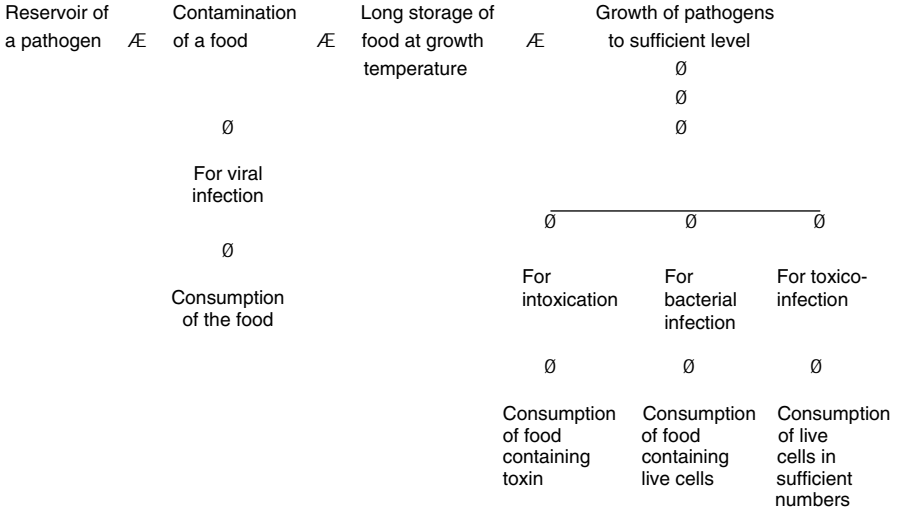 Reservoir of Contamination Long storage of Growth of pathogens
a pathogen Æ of a food Æ food at growth Æ to sufficient level
temperature Ø
Ø
Ø Ø
For viral
infection
Ø Ø Ø
Ø
For For For toxico-
intoxication bacterial infection
infection
Consumption
of the food
Ø Ø Ø
Consumption Consumption Consumption
of food of food of live
containing containing cells in
toxin live cells sufficient
numbers